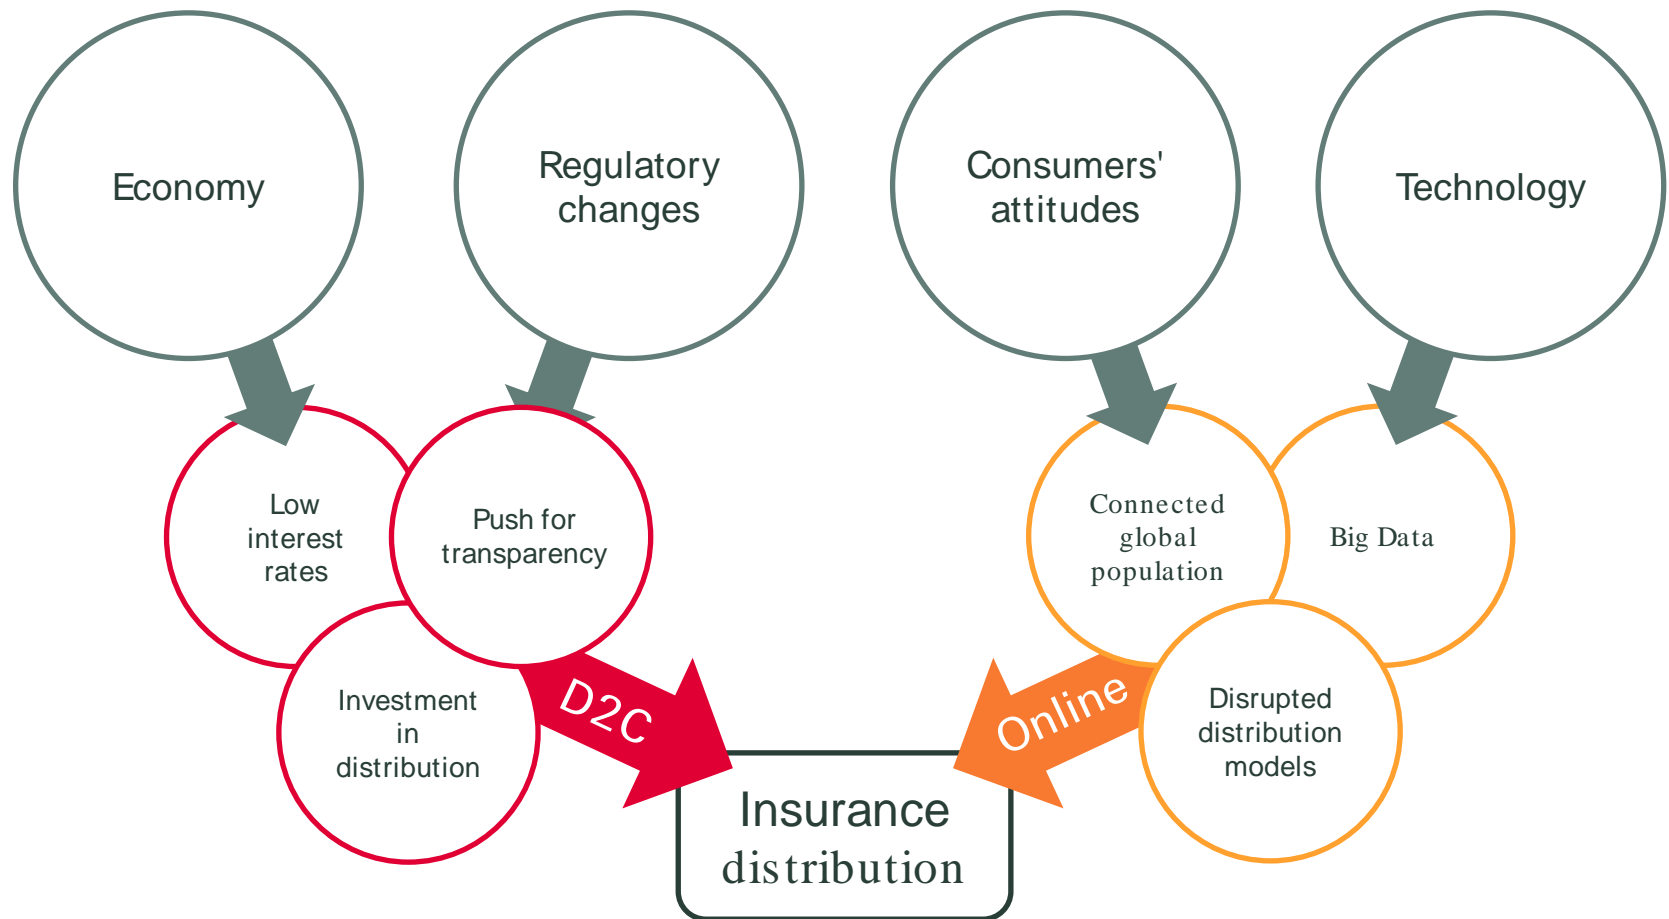 Economy
Regulatory
changes
Consumers'
attitudes
Technology
Low
interest
rates
Push for
transparency
Connected
global
population
Big Data
Investment
in
distribution
D2C
Online
Disrupted
distribution
models
Insurance
distribution